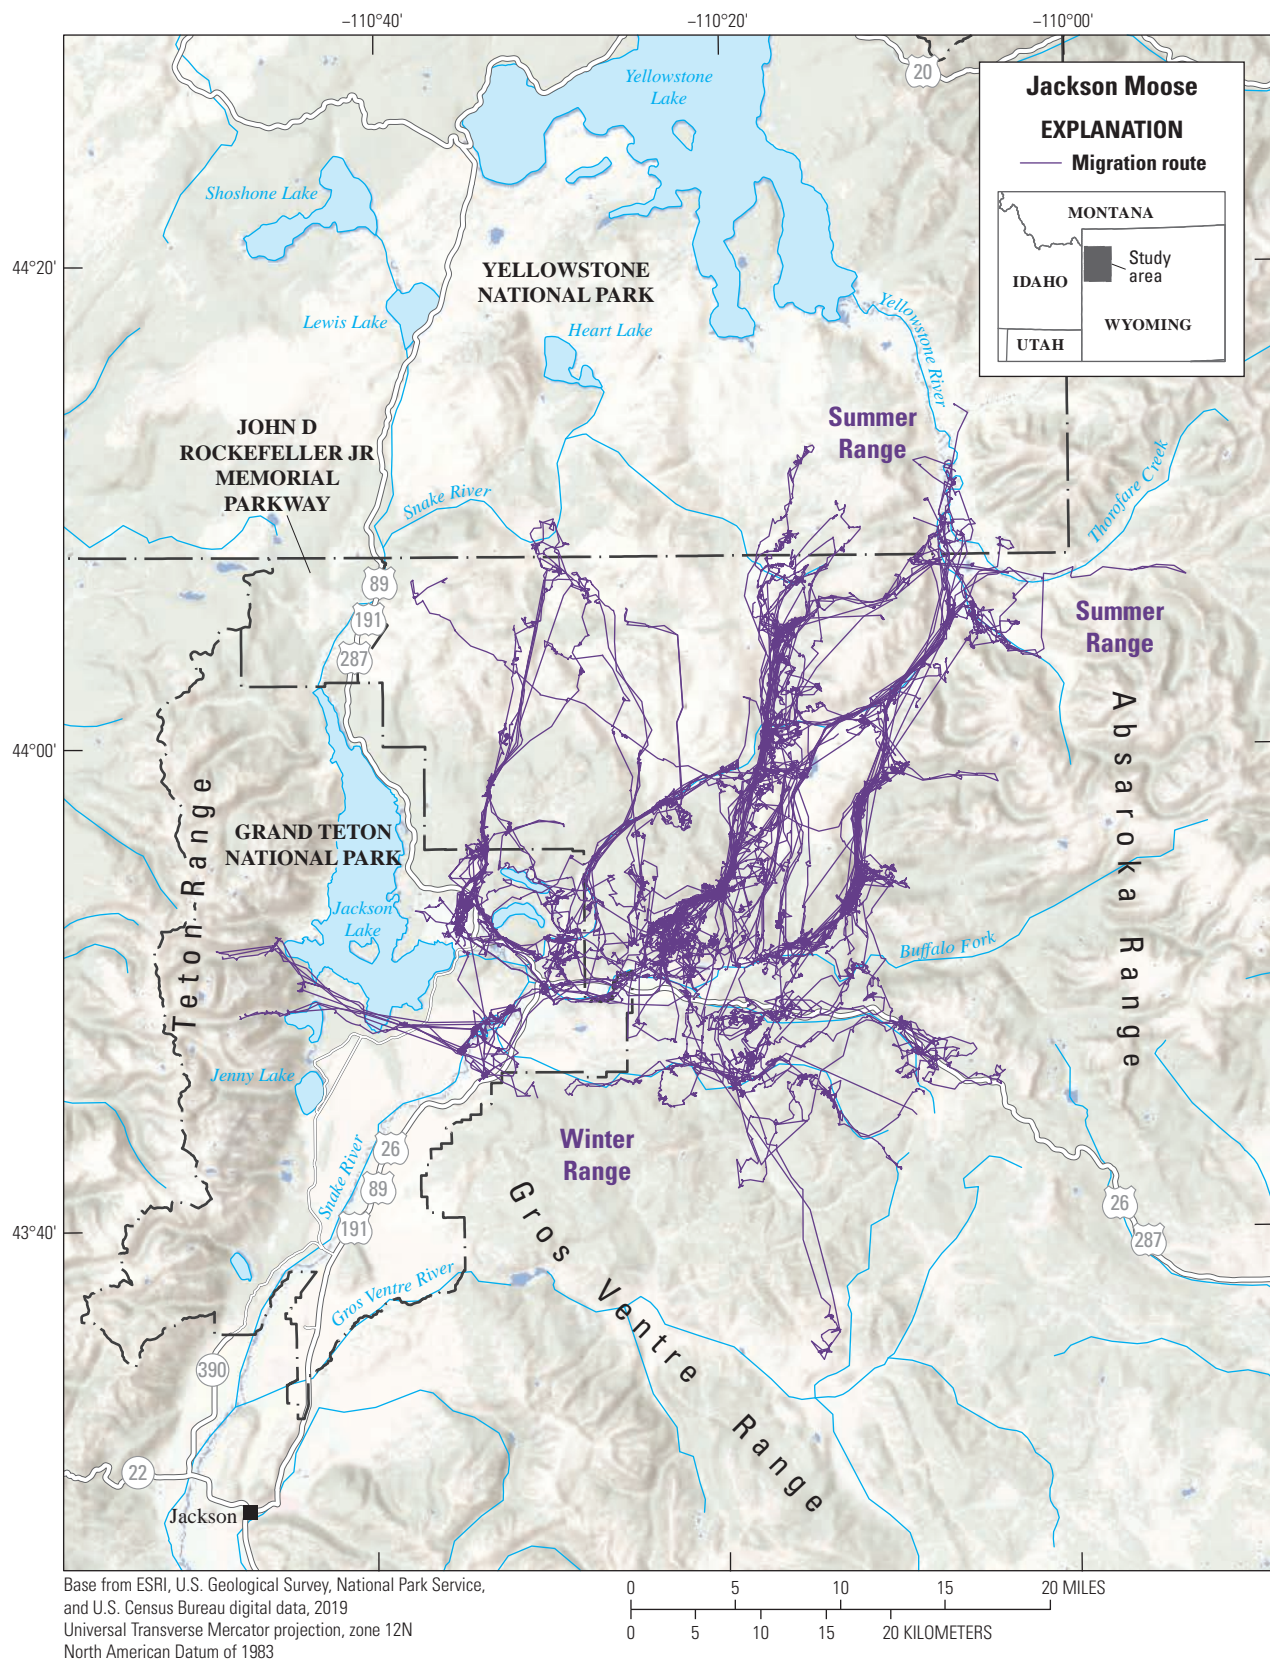 −110°40'
−110°20'
−110°00'
20
Yellowstone
Lake
Jackson Moose
EXPLANATION
Migration route
MONTANA
Study
area
IDAHO
WYOMING
UTAH
Shoshone Lake
44°20'
YELLOWSTONE
NATIONAL PARK
Lewis Lake
Heart Lake
Yellowstone River
Summer
Range
JOHN D
ROCKEFELLER JR
MEMORIAL
PARKWAY
Snake River
Thorofare Creek
89
191
287
Summer
Range
44°00'
Absaroka Range
Teton Range
GRAND TETON
NATIONAL PARK
Jackson
Lake
Buffalo Fork
Jenny Lake
Winter
Range
26
89
191
Snake River
Gros Ventre Range
26
287
43°40'
Gros Ventre River
390
22
Jackson
Base from ESRI, U.S. Geological Survey, National Park Service,
and U.S. Census Bureau digital data, 2019
Universal Transverse Mercator projection, zone 12N
North American Datum of 1983
0 5 10 15 20 MILES
0 5 10 15 20 KILOMETERS